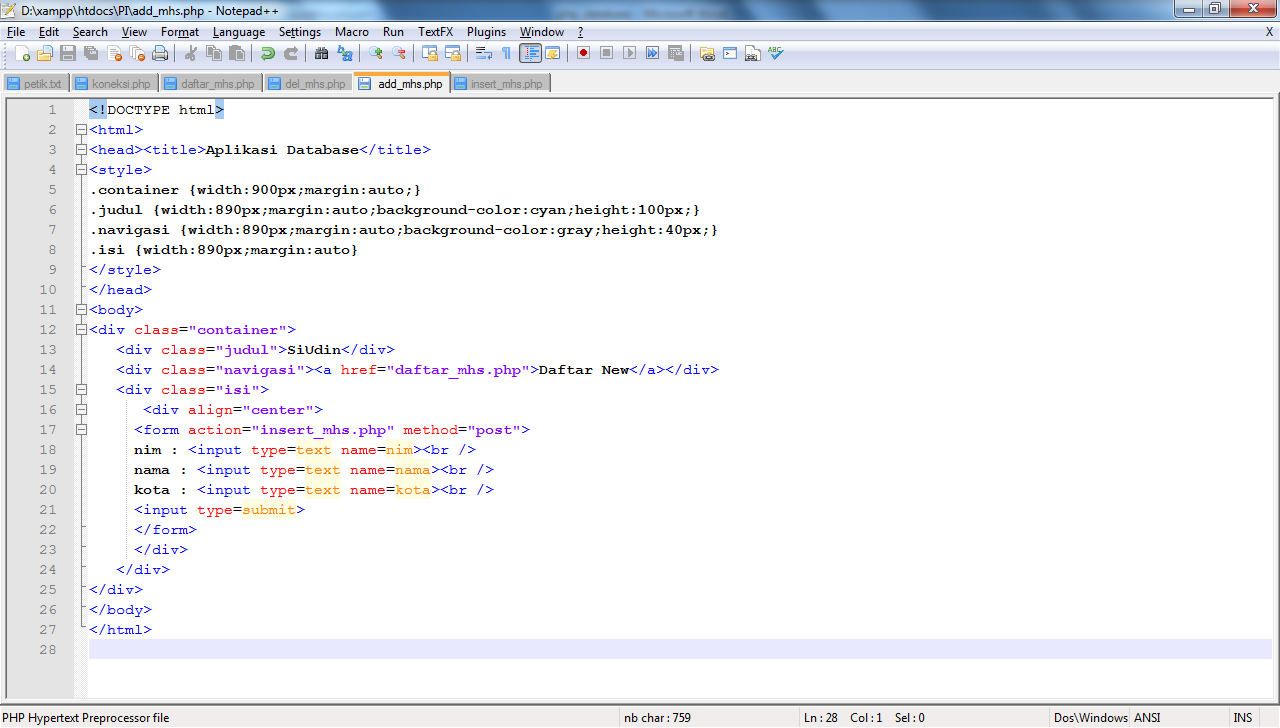 D:\xampp\htdocs\PI\add_mhs.php - Notepad++
File Edit Search View Format Language Settings Macro Run TextFX Plugins Window ? X
petik.txt koneksi.php daftar_mhs.php del_mhs.php add_mhs.php insert_mhs.php
1 <!DOCTYPE html>
2 <html>
3 <head><title>Aplikasi Database</title>
4 <style>
5 .container {width:900px;margin:auto;}
6 .judul {width:890px;margin:auto;background-color:cyan;height:100px;}
7 .navigasi {width:890px;margin:auto;background-color:gray;height:40px;}
8 .isi {width:890px;margin:auto}
9 </style>
10 </head>
11 <body>
12 <div class="container">
13 <div class="judul">SiUdin</div>
14 <div class="navigasi"><a href="daftar_mhs.php">Daftar New</a></div>
15 <div class="isi">
16 <div align="center">
17 <form action="insert_mhs.php" method="post">
18 nim : <input type=text name=nim><br />
19 nama : <input type=text name=nama><br />
20 kota : <input type=text name=kota><br />
21 <input type=submit>
22 </form>
23 </div>
24 </div>
25 </div>
26 </body>
27 </html>
28
PHP Hypertext Preprocessor file nb char : 759 Ln : 28 Col : 1 Sel : 0 Dos\Windows ANSI INS